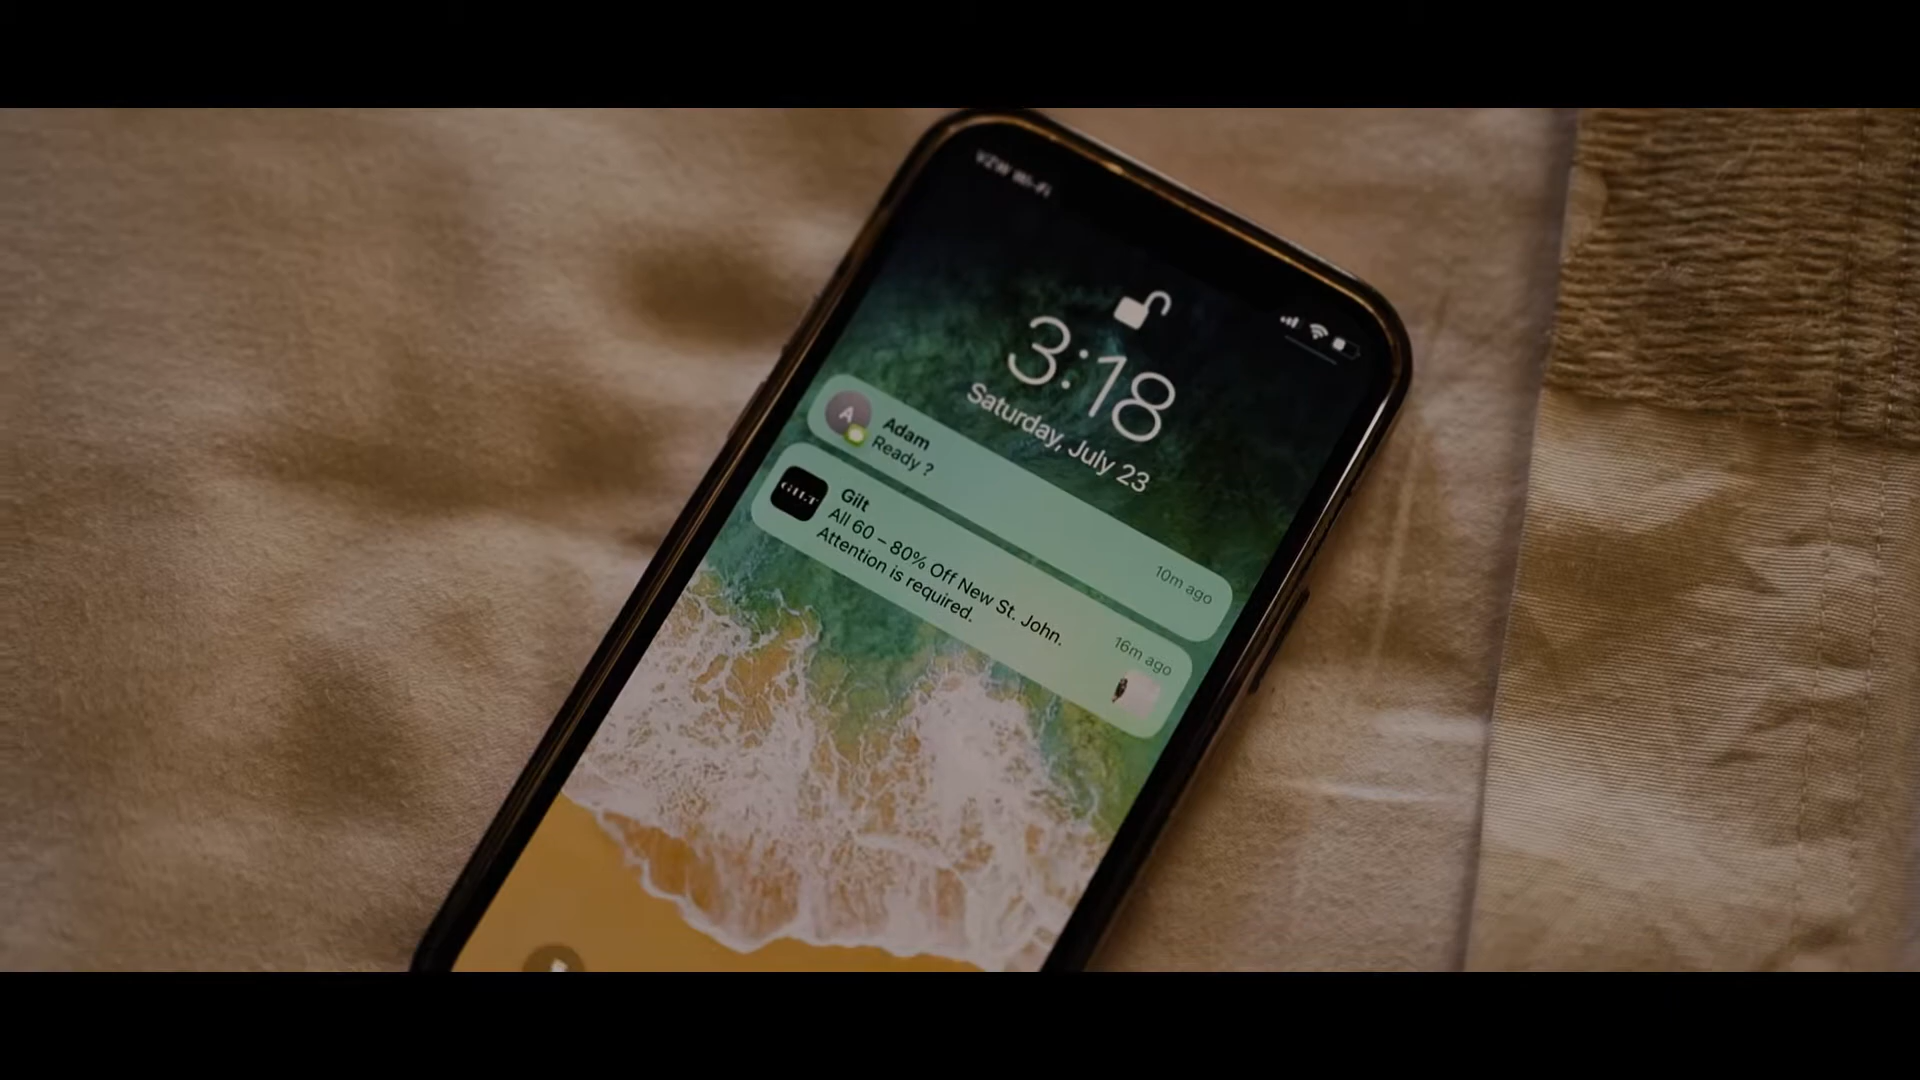 VZW Wi-Fi
3:18
Saturday, July 23
A
Adam
Ready ?
10m ago
GILT
Gilt
16m ago
All 60 – 80% Off New St. John.
Attention is required.